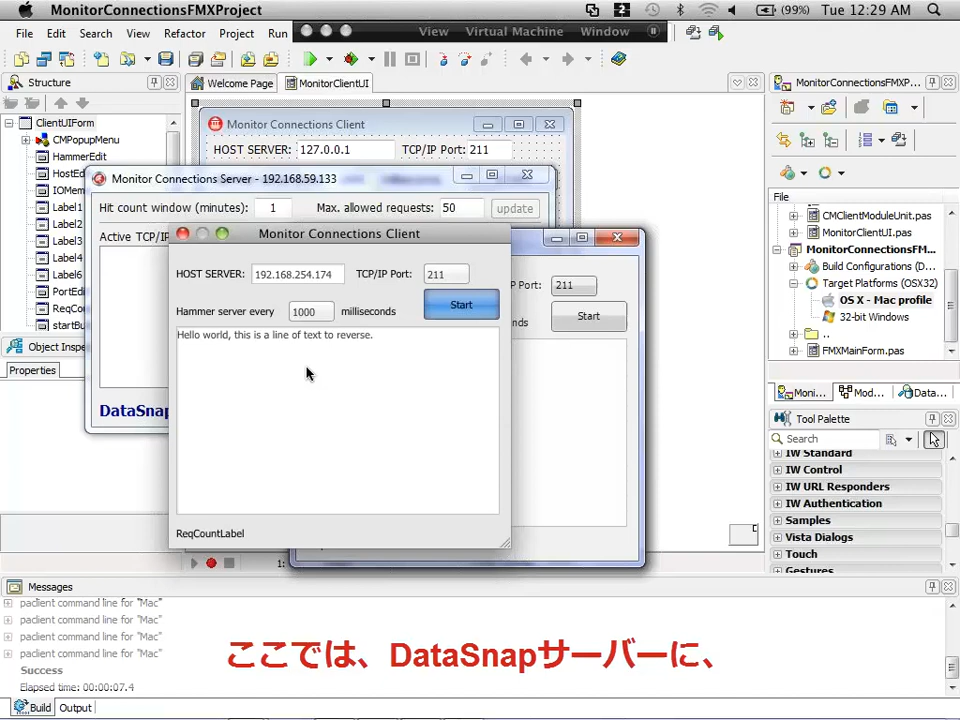 MonitorConnectionsFMXProject
2
(99%)
Tue 12:29 AM
File Edit Search View Refactor Project Run
View Virtual Machine Window
Structure
Welcome Page
MonitorClientUI
MonitorConnectionsFMXP...
ClientUIForm
CMPopupMenu
HammerEdit
HostEd
IOMem
Label1
Label2
Label3
Label4
Label6
PortEdi
ReqCo
startBu
Monitor Connections Client
HOST SERVER: 127.0.0.1 TCP/IP Port: 211
Monitor Connections Server - 192.168.59.133
Hit count window (minutes): 1 Max. allowed requests: 50 update
Active TCP/IP
DataSnap
Monitor Connections Client
HOST SERVER: 192.168.254.174 TCP/IP Port: 211
Hammer server every 1000 milliseconds Start
Hello world, this is a line of text to reverse.
ReqCountLabel
P Port: 211
ds Start
File
CMClientModuleUnit.pas
MonitorClientUI.pas
MonitorConnectionsFM...
Build Configurations (D...
Target Platforms (OSX32)
OS X - Mac profile
32-bit Windows
..
FMXMainForm.pas
Moni... Mod... Data...
Tool Palette
Search
IW Standard
IW Control
IW URL Responders
IW Authentication
Samples
Vista Dialogs
Touch
Gestures
Object Inspe
Properties
1:
Messages
paclient command line for "Mac"
paclient command line for "Mac"
paclient command line for "Mac"
paclient command line for "Mac"
Success
Elapsed time: 00:00:07.4
Build Output
ここでは、DataSnapサーバーに、